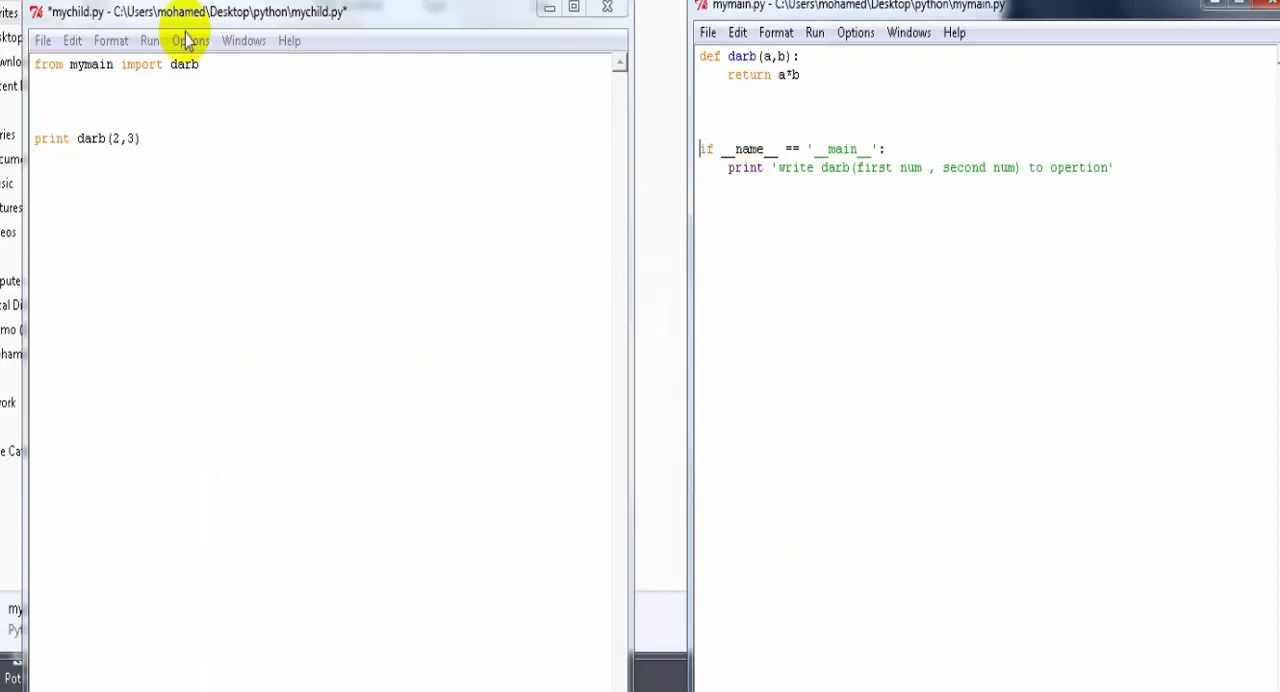 *mychild.py - C:\Users\mohamed\Desktop\python\mychild.py*
File Edit Format Run Options Windows Help
from mymain import darb
print darb(2,3)
mymain.py - C:\Users\mohamed\Desktop\python\mymain.py
File Edit Format Run Options Windows Help
def darb(a,b):
return a*b
if __name__ == '__main__':
print 'write darb(first num , second num) to opertion'